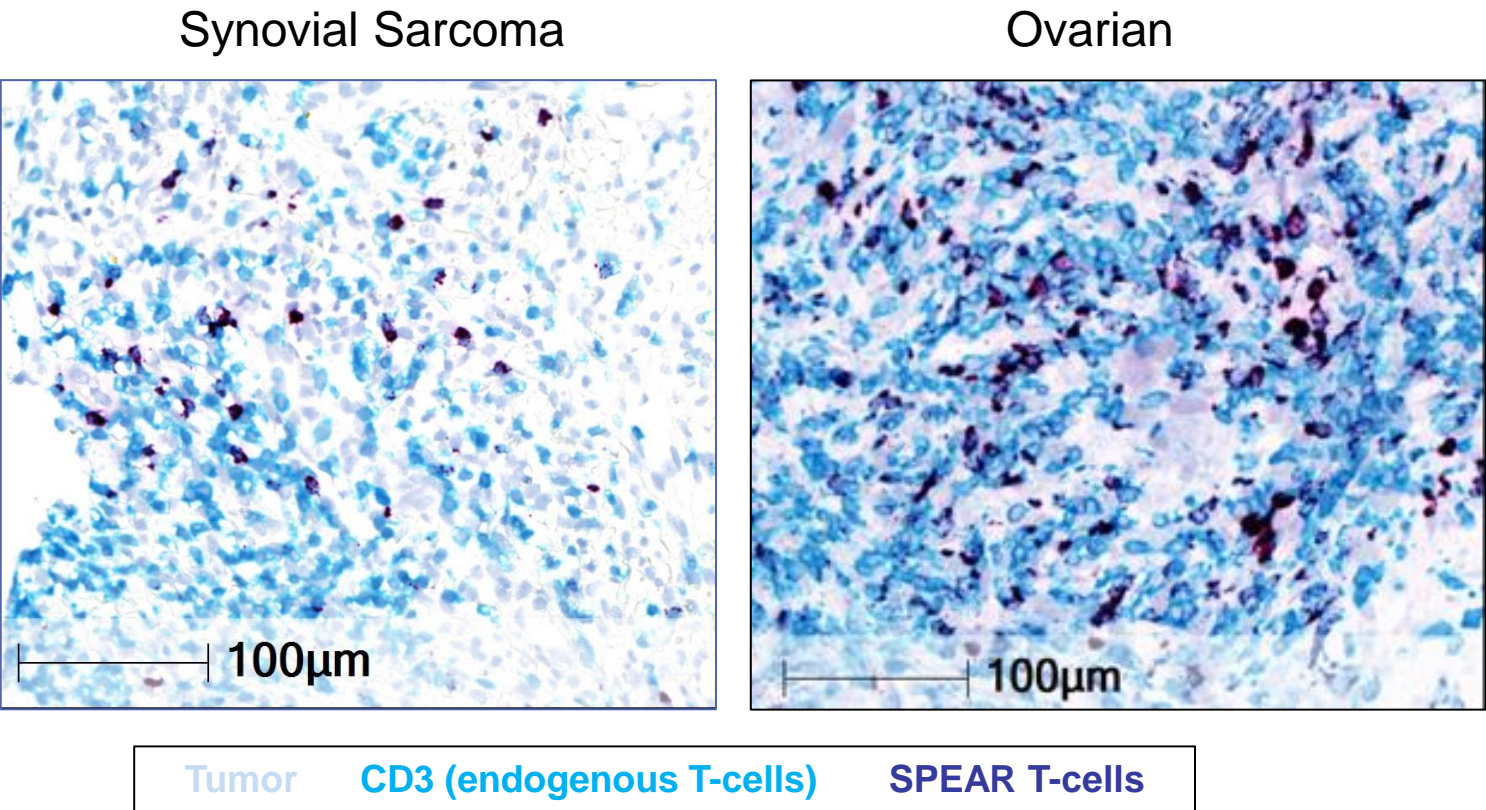 Synovial Sarcoma
Ovarian
100µm
100µm
Tumor CD3 (endogenous T-cells) SPEAR T-cells